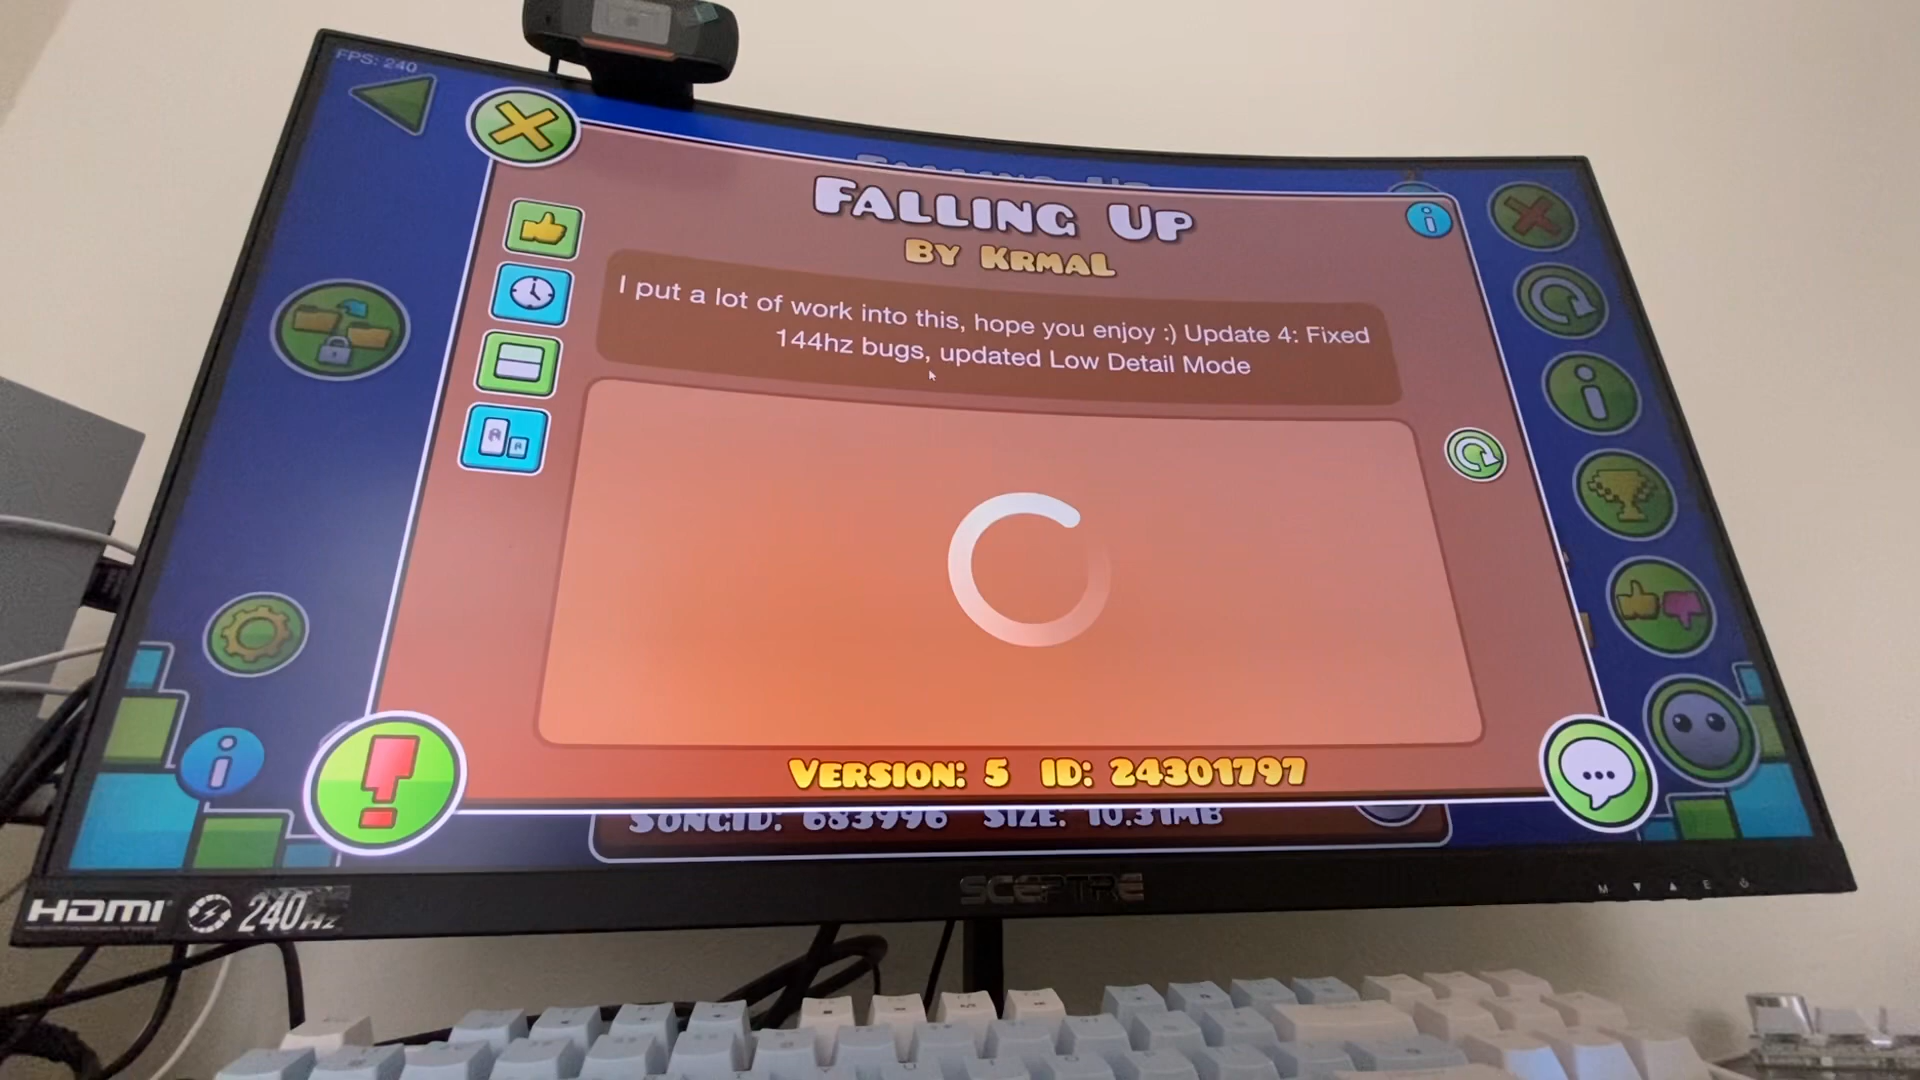 FPS: 240
FALLING UP
BY KRMAL
I put a lot of work into this, hope you enjoy :) Update 4: Fixed
144hz bugs, updated Low Detail Mode
VERSION: 5 ID: 24301797
SONGID: 683996 SIZE: 10.31MB
SCEPTRE
HDMI 240Hz
M ▼ ▲ E